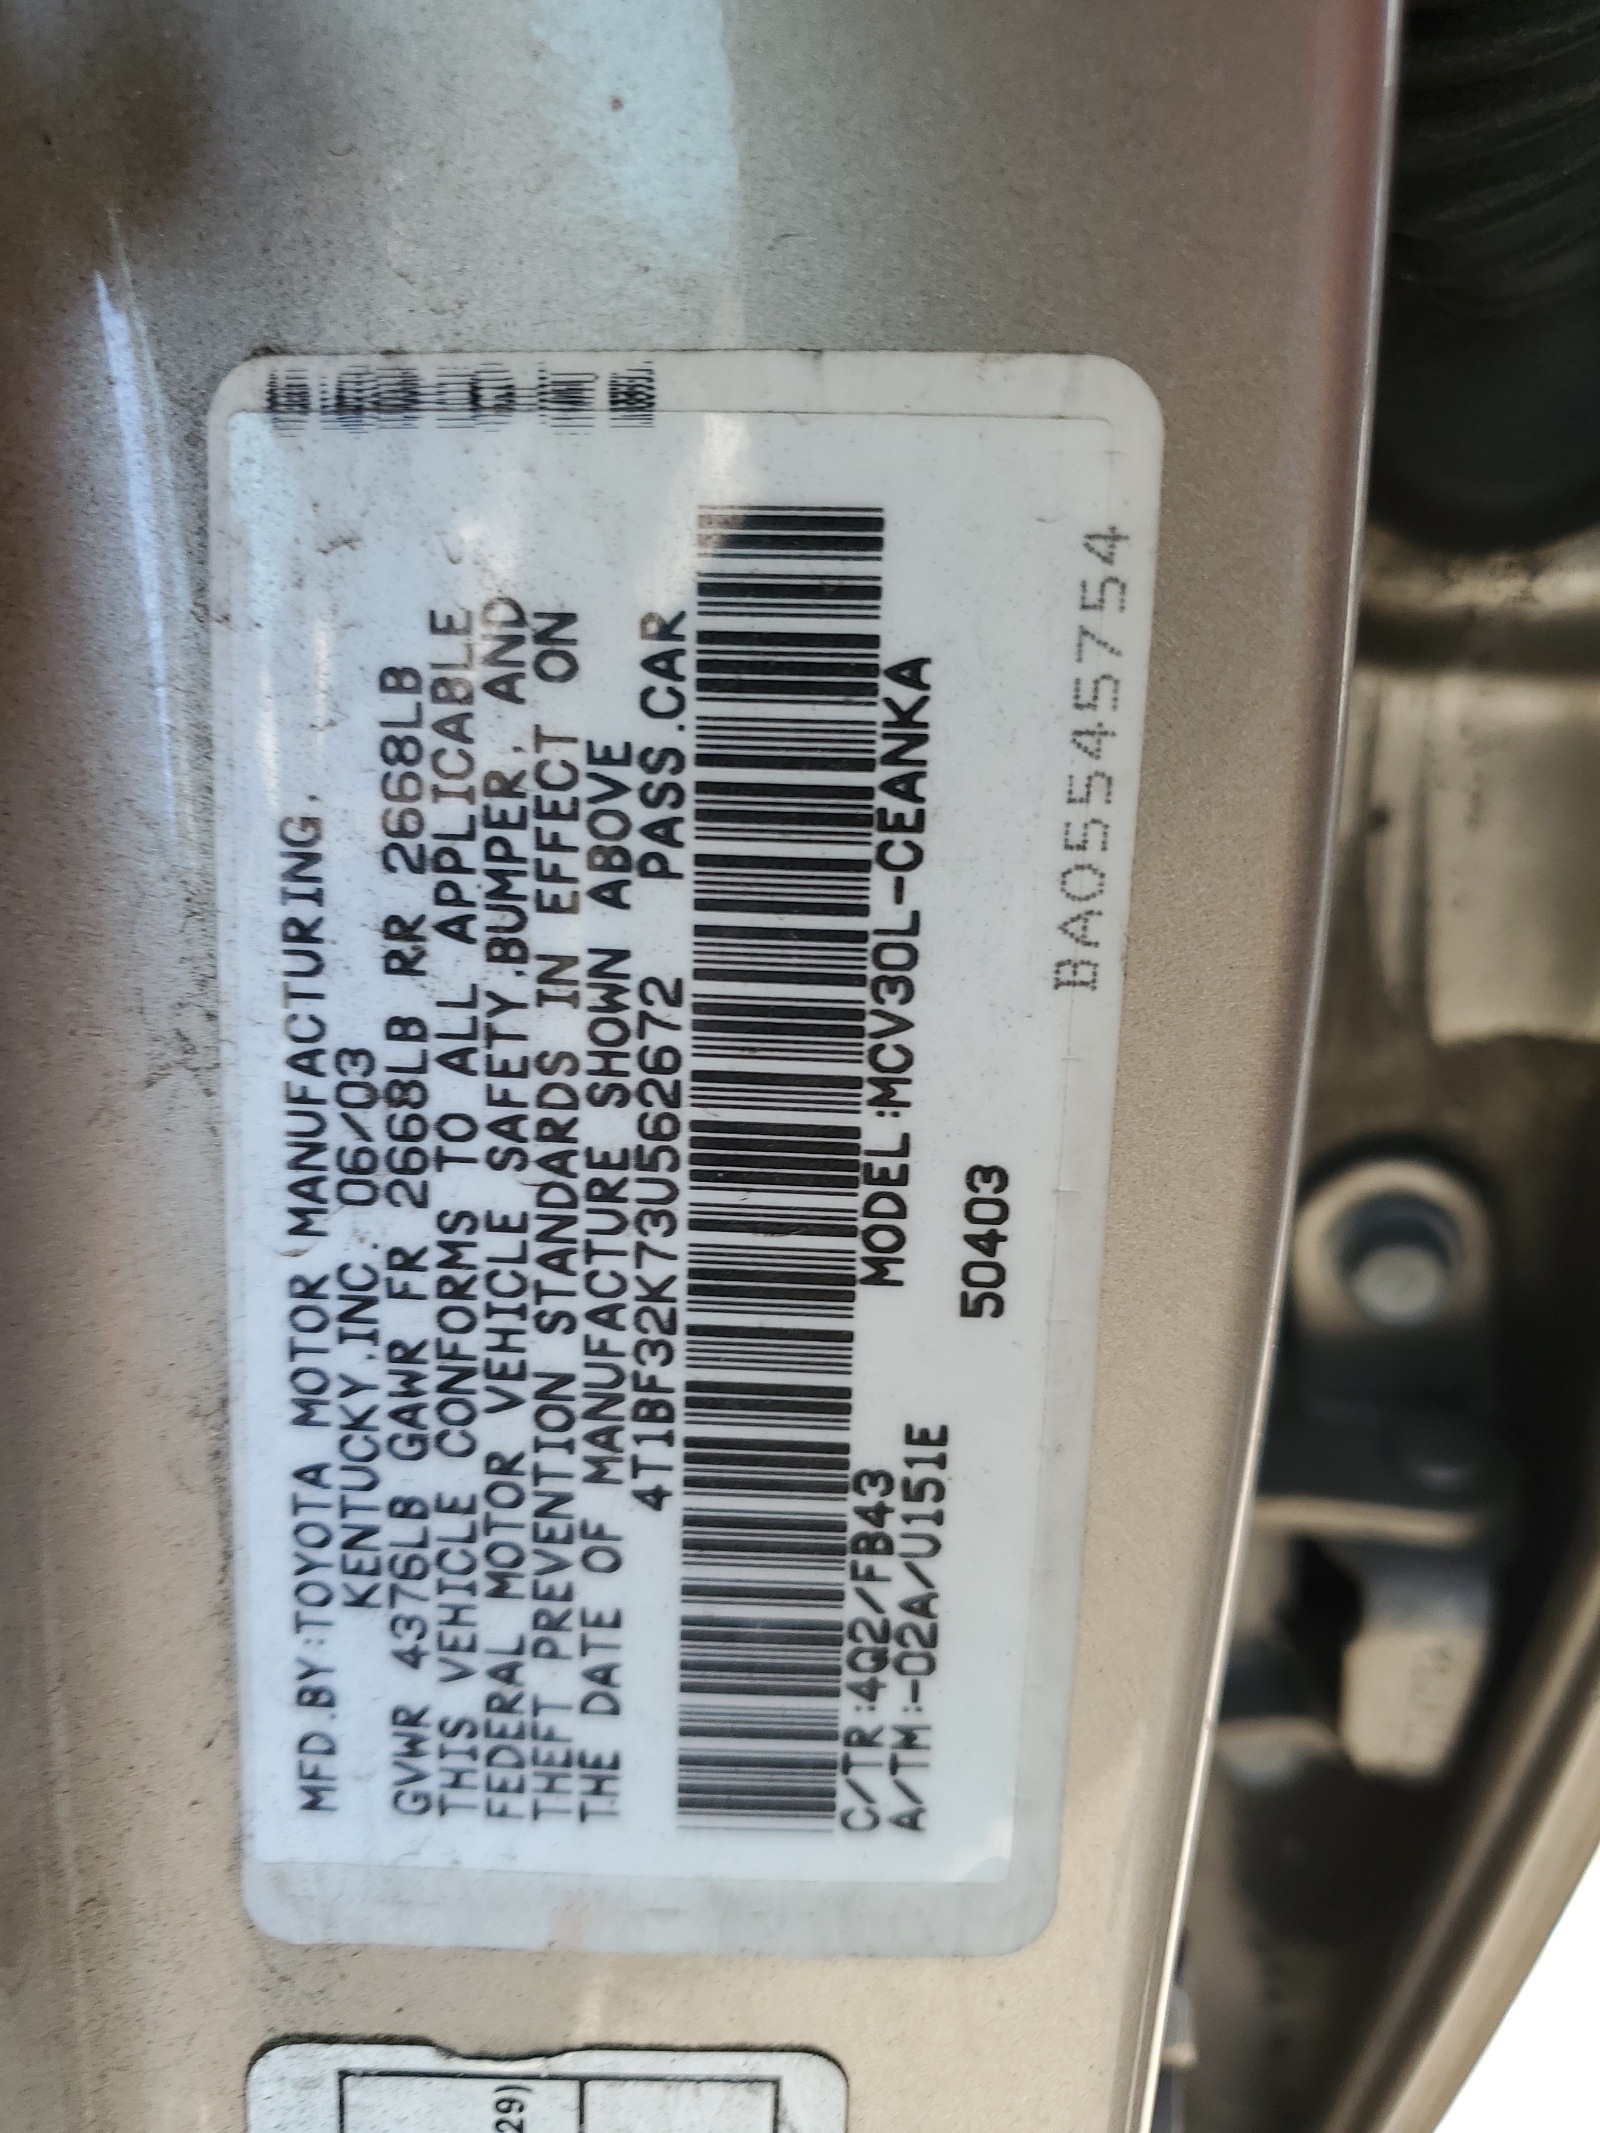 MFD.BY:TOYOTA MOTOR MANUFACTURING,
KENTUCKY,INC. 06/03
GVWR 4376LB GAWR FR 2668LB RR 2668LB
THIS VEHICLE CONFORMS TO ALL APPLICABLE
FEDERAL MOTOR VEHICLE SAFETY,BUMPER, AND
THEFT PREVENTION STANDARDS IN EFFECT ON
THE DATE OF MANUFACTURE SHOWN ABOVE
4T1BF32K73U562672 PASS.CAR
C/TR:4Q2/FB43 MODEL:MCV30L-CEANKA
A/TM:-02A/U151E
50403
BA05545754
29)